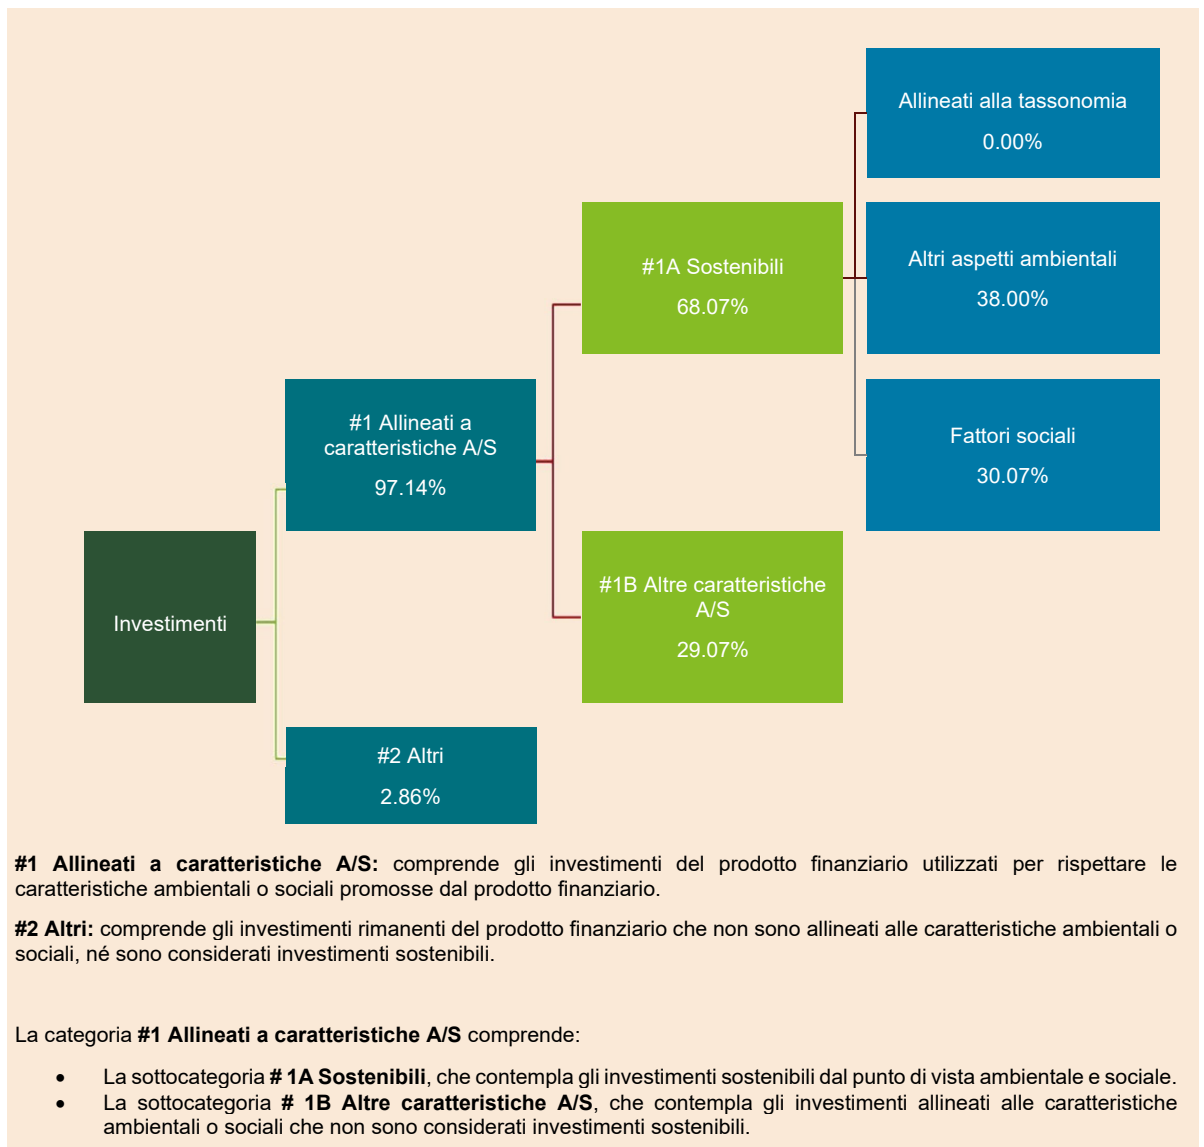 Allineati alla tassonomia
0.00%
#1A Sostenibili
68.07%
Altri aspetti ambientali
38.00%
#1 Allineati a
caratteristiche A/S
97.14%
Fattori sociali
30.07%
Investimenti
#1B Altre caratteristiche
A/S
29.07%
#2 Altri
2.86%
#1 Allineati a caratteristiche A/S: comprende gli investimenti del prodotto finanziario utilizzati per rispettare le
caratteristiche ambientali o sociali promosse dal prodotto finanziario.
#2 Altri: comprende gli investimenti rimanenti del prodotto finanziario che non sono allineati alle caratteristiche ambientali o
sociali, né sono considerati investimenti sostenibili.
La categoria #1 Allineati a caratteristiche A/S comprende:
• La sottocategoria # 1A Sostenibili, che contempla gli investimenti sostenibili dal punto di vista ambientale e sociale.
• La sottocategoria # 1B Altre caratteristiche A/S, che contempla gli investimenti allineati alle caratteristiche
ambientali o sociali che non sono considerati investimenti sostenibili.